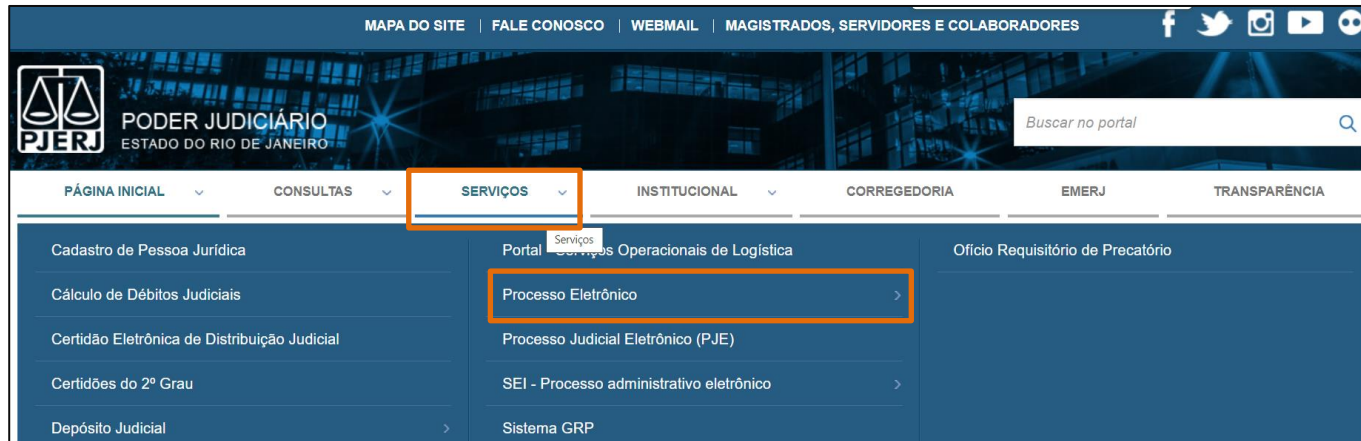 MAPA DO SITE | FALE CONOSCO | WEBMAIL | MAGISTRADOS, SERVIDORES E COLABORADORES
PJERJ
PODER JUDICIÁRIO
ESTADO DO RIO DE JANEIRO
Buscar no portal
PÁGINA INICIAL CONSULTAS SERVIÇOS INSTITUCIONAL CORREGEDORIA EMERJ TRANSPARÊNCIA
Serviços
Cadastro de Pessoa Jurídica
Cálculo de Débitos Judiciais
Certidão Eletrônica de Distribuição Judicial
Certidões do 2º Grau
Depósito Judicial
Portal - Serviços Operacionais de Logística
Processo Eletrônico
Processo Judicial Eletrônico (PJE)
SEI - Processo administrativo eletrônico
Sistema GRP
Ofício Requisitório de Precatório